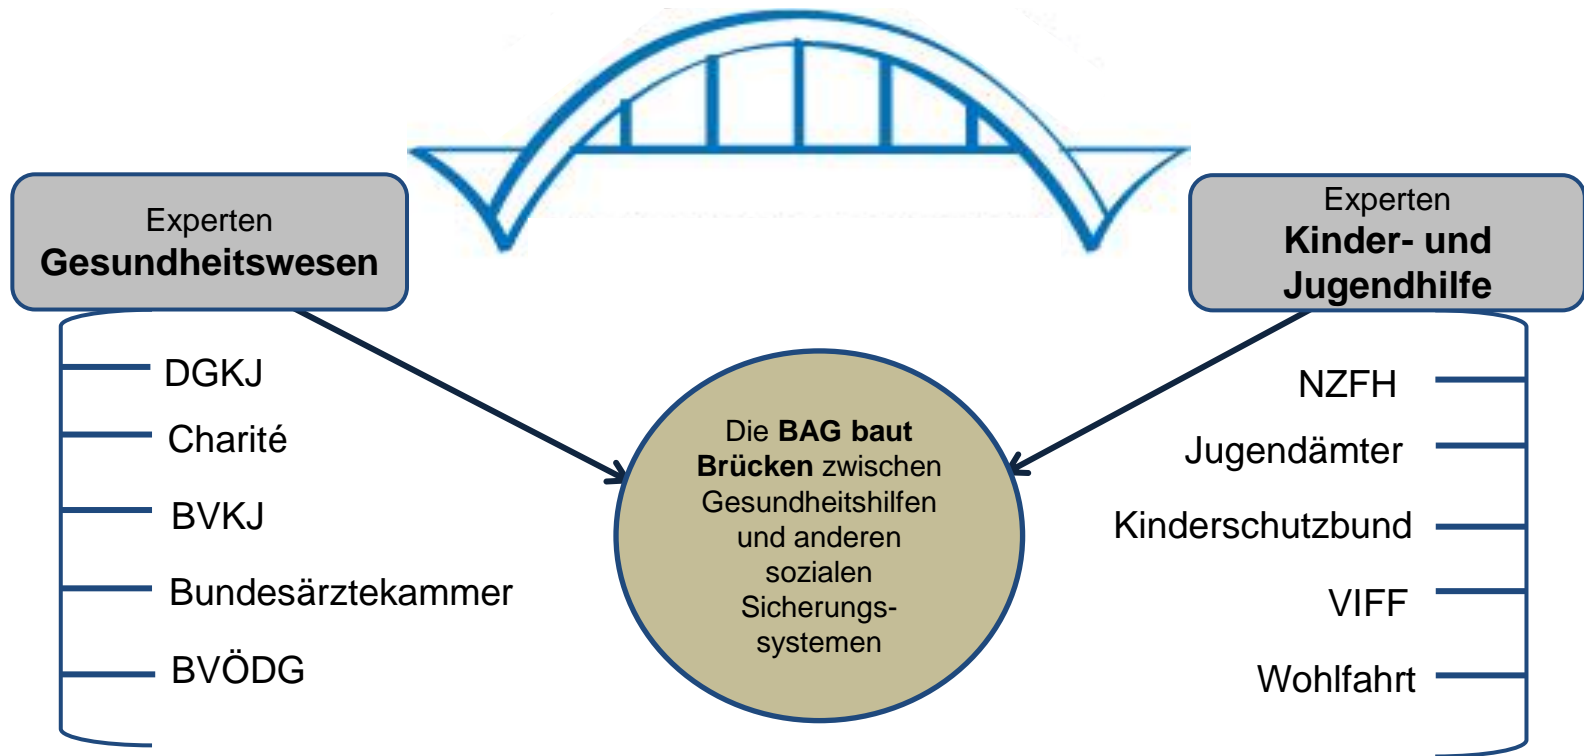 Experten
Gesundheitswesen
DGKJ
Charité
BVKJ
Bundesärztekammer
BVÖDG
Die BAG baut
Brücken zwischen
Gesundheitshilfen
und anderen
sozialen
Sicherungs-
systemen
Experten
Kinder- und
Jugendhilfe
NZFH
Jugendämter
Kinderschutzbund
VIFF
Wohlfahrt